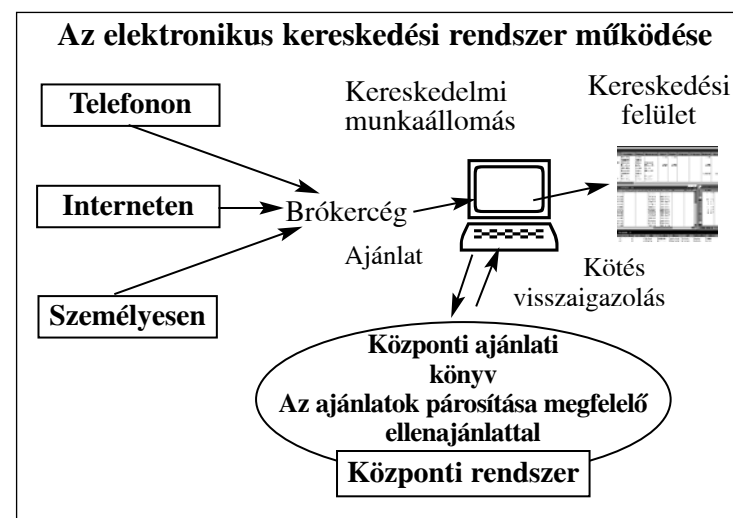 Az elektronikus kereskedési rendszer működése
Telefonon
Interneten
Személyesen
Brókercég
Kereskedelmi
munkaállomás
Kereskedési
felület
Ajánlat
Kötés
visszaigazolás
Központi ajánlati
könyv
Az ajánlatok párosítása megfelelő
ellenajánlattal
Központi rendszer